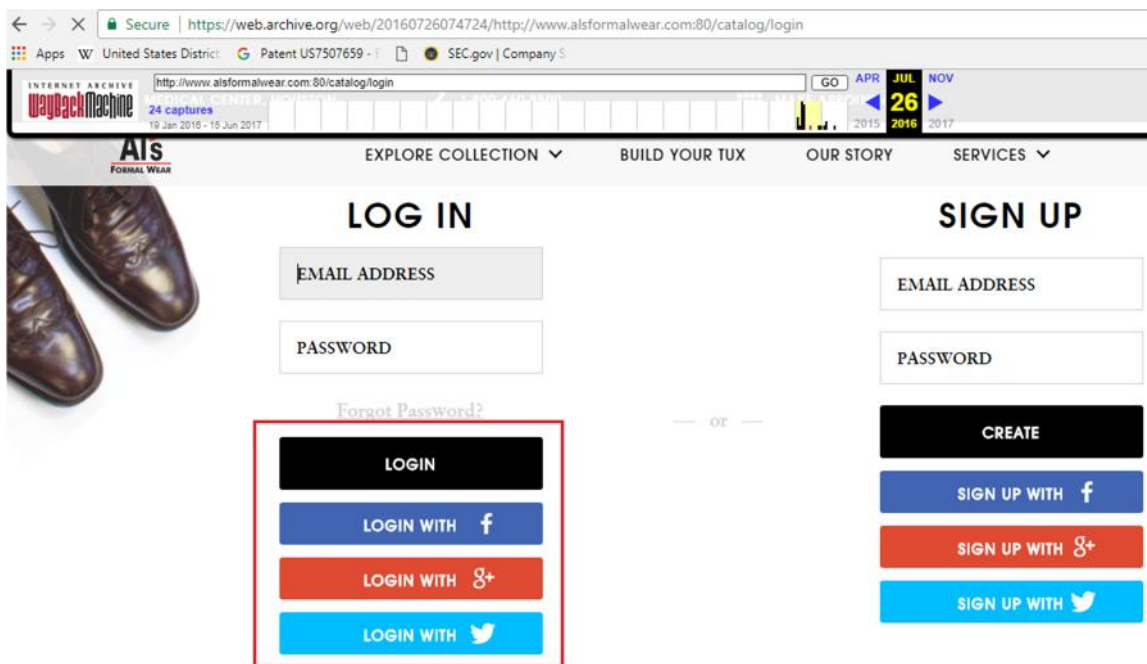 Secure | https://web.archive.org/web/20160726074724/http://www.alsformalwear.com:80/catalog/login
Apps W United States District G Patent US7507659 - SEC.gov | Company S
INTERNET ARCHIVE
WayBackMachine
http://www.alsformalwear.com:80/catalog/login GO APR JUL NOV
24 captures 26
19 Jan 2016 - 15 Jun 2017 2015 2016 2017
MEDICAL CENTER, HOUSTON
Al's
FORMAL WEAR
EXPLORE COLLECTION BUILD YOUR TUX OUR STORY SERVICES
LOG IN
EMAIL ADDRESS
PASSWORD
Forgot Password?
LOGIN
LOGIN WITH f
LOGIN WITH g+
LOGIN WITH
— or —
SIGN UP
EMAIL ADDRESS
PASSWORD
CREATE
SIGN UP WITH f
SIGN UP WITH g+
SIGN UP WITH